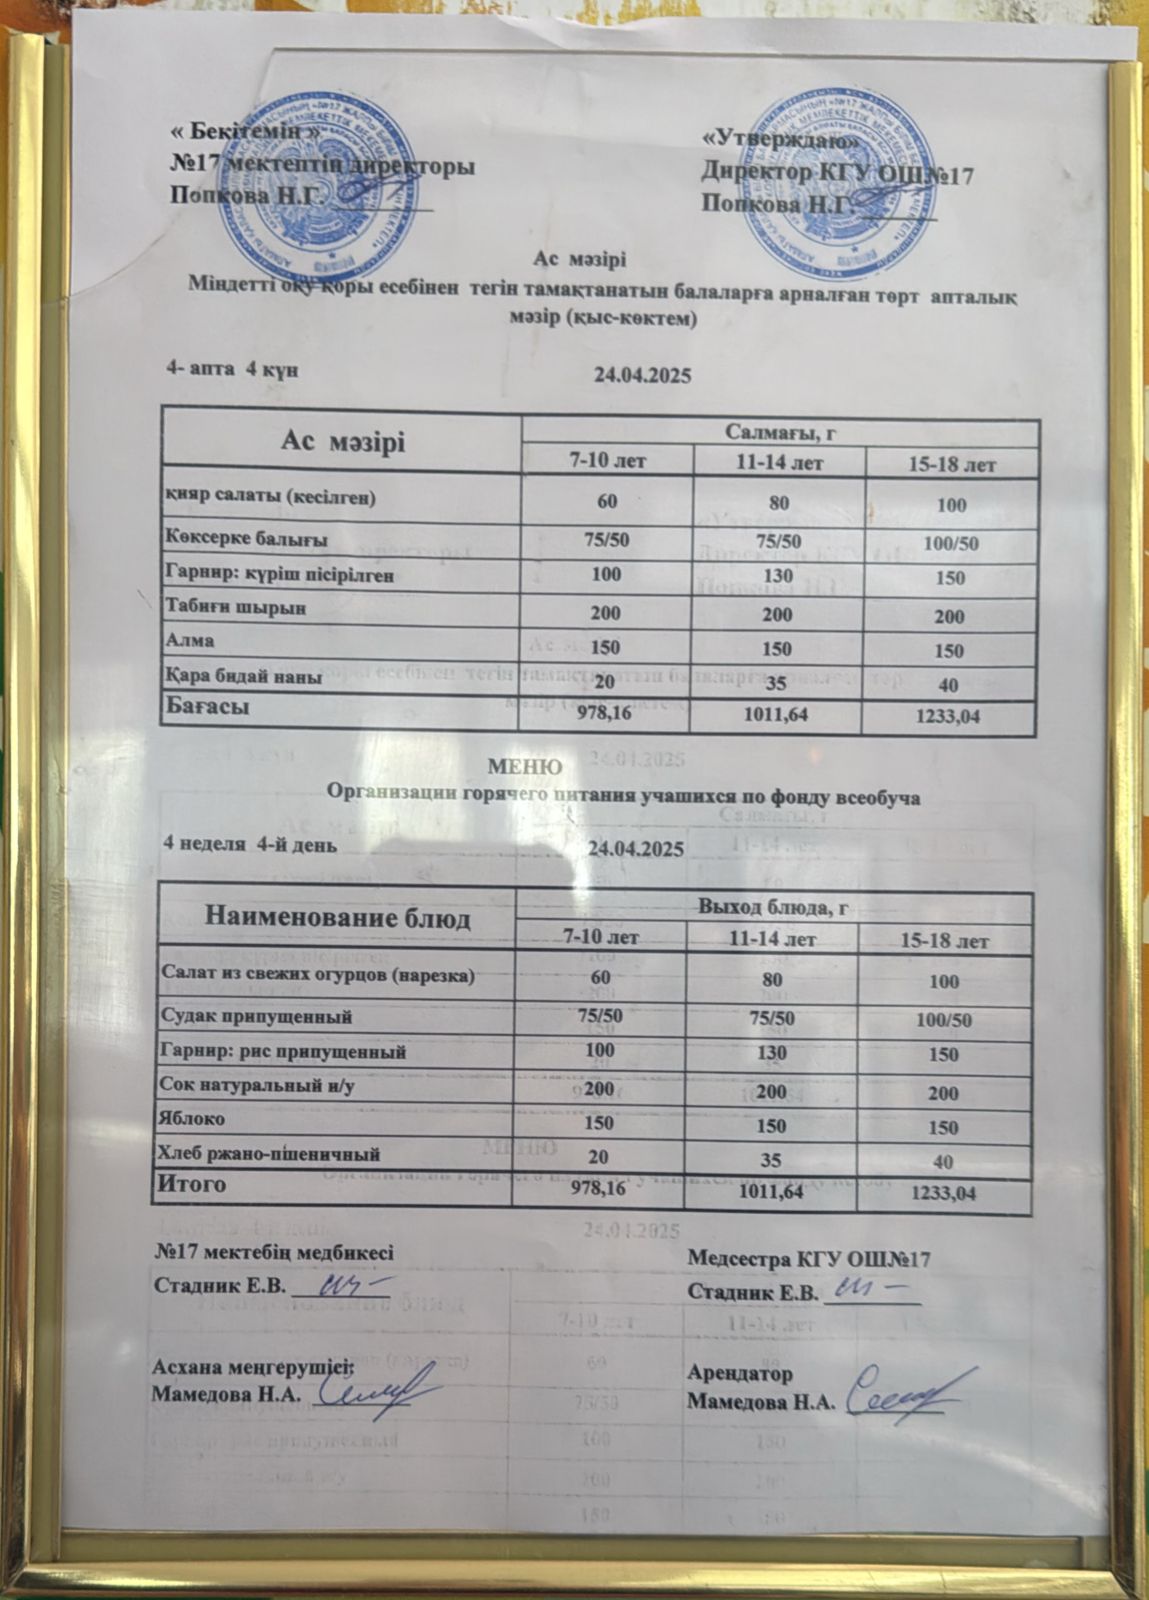 « Бекітемін »
№17 мектептің директоры
Попкова Н.Г.
«Утверждаю»
Директор КГУ ОШ№17
Попкова Н.Г.
Ас мәзірі
Міндетті оқу қоры есебінен тегін тамақтанатын балаларға арналған төрт апталық
мәзір (қыс-көктем)
4- апта 4 күн 24.04.2025
Ас мәзірі Салмағы, г
7-10 лет 11-14 лет 15-18 лет
қияр салаты (кесілген) 60 80 100
Көксерке балығы 75/50 75/50 100/50
Гарнир: күріш пісірілген 100 130 150
Табиғи шырын 200 200 200
Алма 150 150 150
Қара бидай наны 20 35 40
Бағасы 978,16 1011,64 1233,04
МЕНЮ
Организации горячего питания учашихся по фонду всеобуча
4 неделя 4-й день 24.04.2025
Наименование блюд Выход блюда, г
7-10 лет 11-14 лет 15-18 лет
Салат из свежих огурцов (нарезка) 60 80 100
Судак припущенный 75/50 75/50 100/50
Гарнир: рис припущенный 100 130 150
Сок натуральный и/у 200 200 200
Яблоко 150 150 150
Хлеб ржано-пшеничный 20 35 40
Итого 978,16 1011,64 1233,04
№17 мектебің медбикесі
Стадник Е.В.
Медсестра КГУ ОШ№17
Стадник Е.В.
Асхана меңгерушісі:
Мамедова Н.А.
Арендатор
Мамедова Н.А.